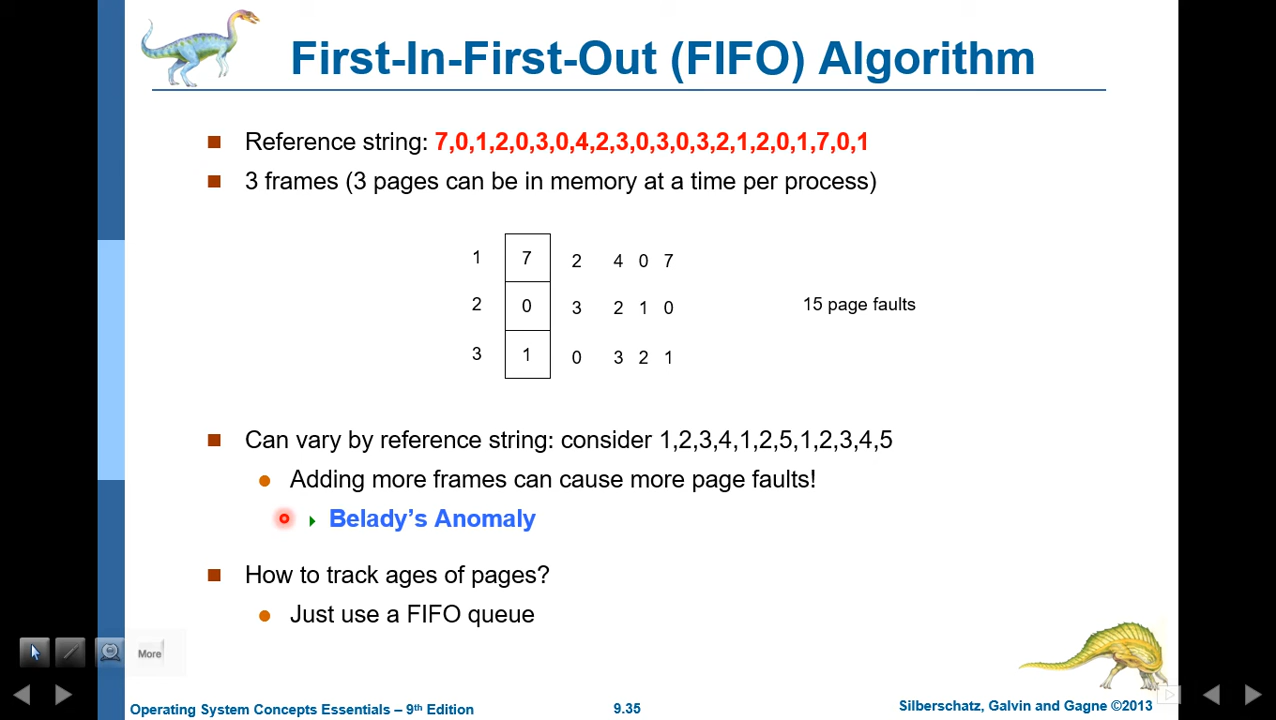 First-In-First-Out (FIFO) Algorithm
Reference string: 7,0,1,2,0,3,0,4,2,3,0,3,0,3,2,1,2,0,1,7,0,1
3 frames (3 pages can be in memory at a time per process)
1 7 2 4 0 7
2 0 3 2 1 0 15 page faults
3 1 0 3 2 1
Can vary by reference string: consider 1,2,3,4,1,2,5,1,2,3,4,5
Adding more frames can cause more page faults!
Belady’s Anomaly
How to track ages of pages?
Just use a FIFO queue
More
Operating System Concepts Essentials – 9th Edition 9.35 Silberschatz, Galvin and Gagne ©2013